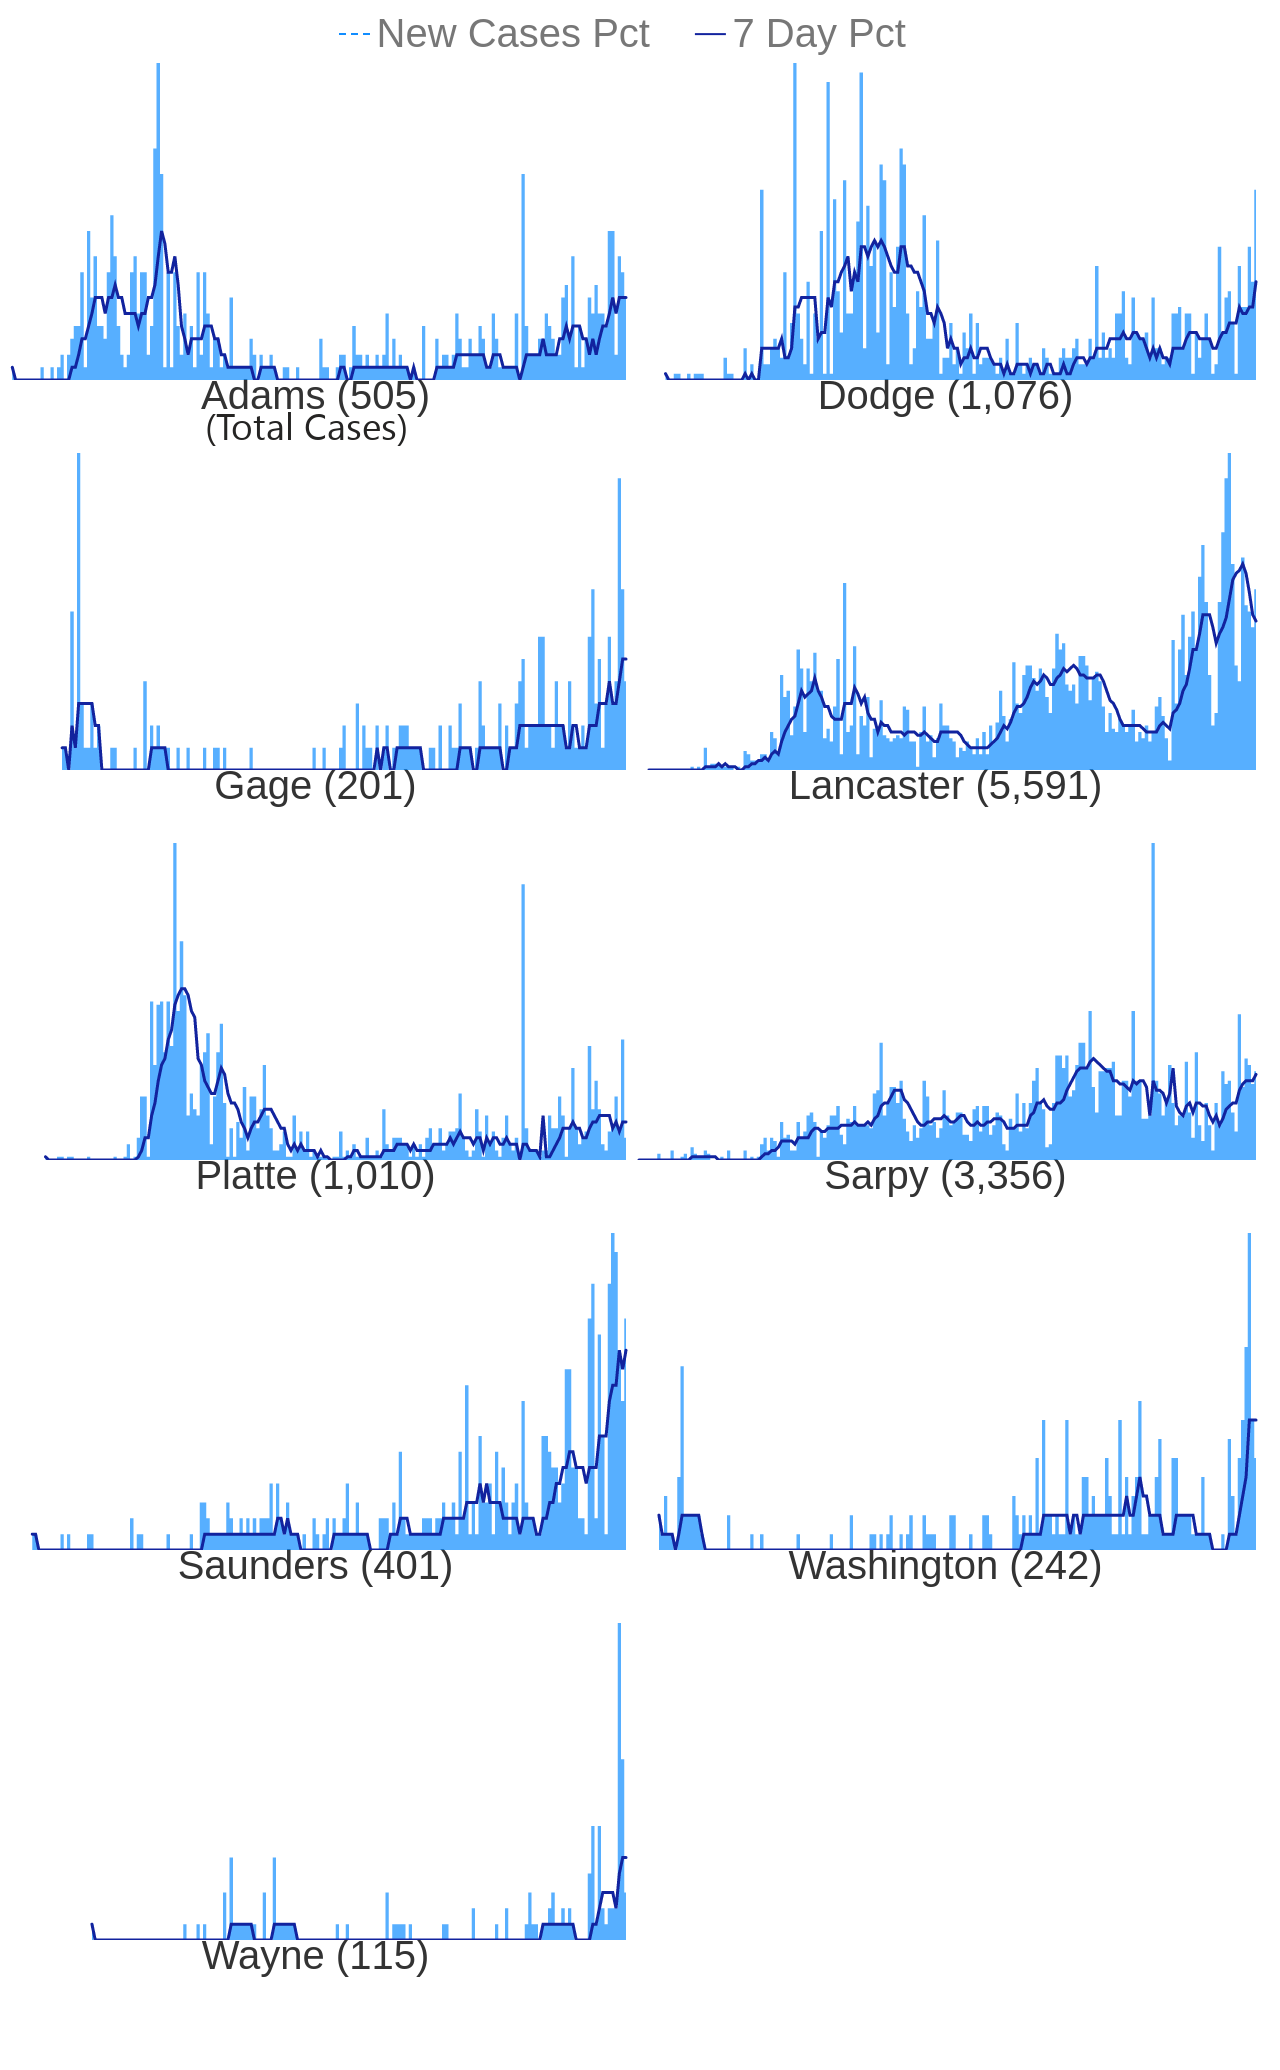 New Cases Pct 7 Day Pct
Adams (505) Dodge (1,076)
(Total Cases)
Gage (201) Lancaster (5,591)
Platte (1,010) Sarpy (3,356)
Saunders (401) Washington (242)
Wayne (115)